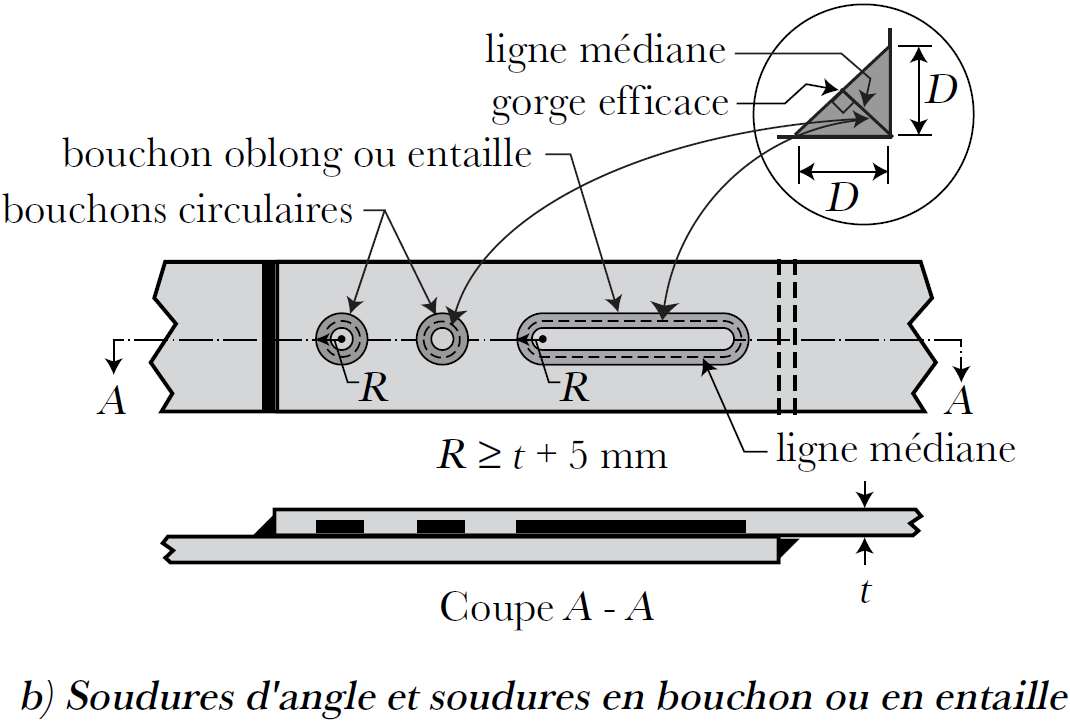 ligne médiane
gorge efficace
D
D
bouchon oblong ou entaille
bouchons circulaires
R
R
A
A
R ≥ t + 5 mm
ligne médiane
t
Coupe A - A
b) Soudures d'angle et soudures en bouchon ou en entaille